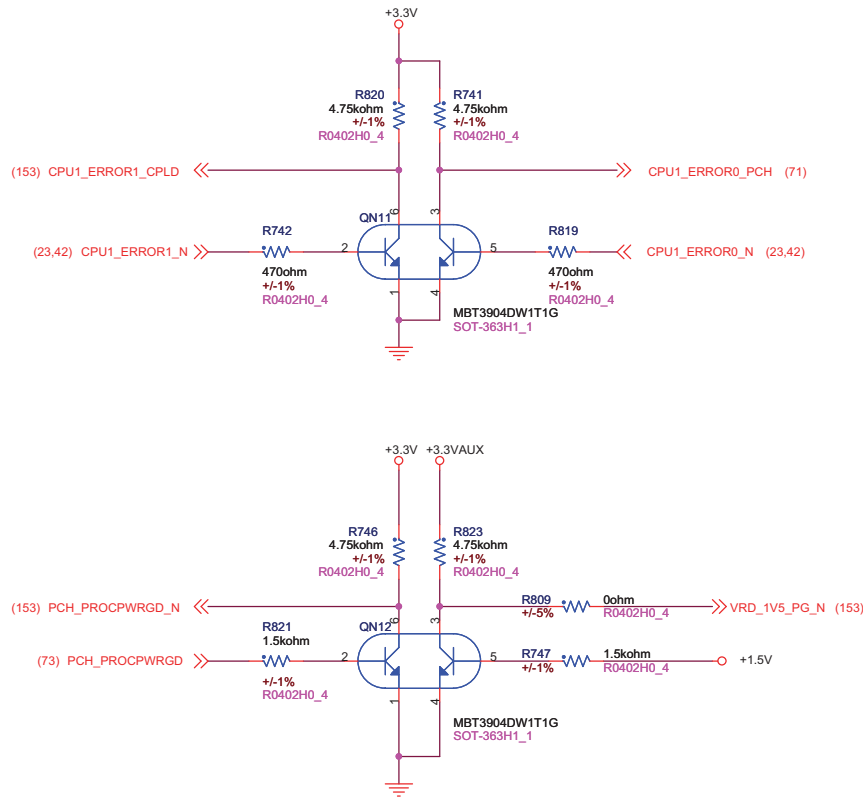 +3.3V
R820
4.75kohm
+/-1%
R0402H0_4
R741
4.75kohm
+/-1%
R0402H0_4
(153) CPU1_ERROR1_CPLD
CPU1_ERROR0_PCH (71)
6
3
QN11
R742
R819
(23,42) CPU1_ERROR1_N
2
5
CPU1_ERROR0_N (23,42)
470ohm
+/-1%
R0402H0_4
470ohm
+/-1%
R0402H0_4
1
4
MBT3904DW1T1G
SOT-363H1_1
+3.3V
+3.3VAUX
R746
4.75kohm
+/-1%
R0402H0_4
R823
4.75kohm
+/-1%
R0402H0_4
(153) PCH_PROCPWRGD_N
R809
+/-5%
0ohm
R0402H0_4
VRD_1V5_PG_N (153)
6
3
QN12
R821
1.5kohm
(73) PCH_PROCPWRGD
2
5
R747
+/-1%
1.5kohm
R0402H0_4
+1.5V
+/-1%
R0402H0_4
1
4
MBT3904DW1T1G
SOT-363H1_1